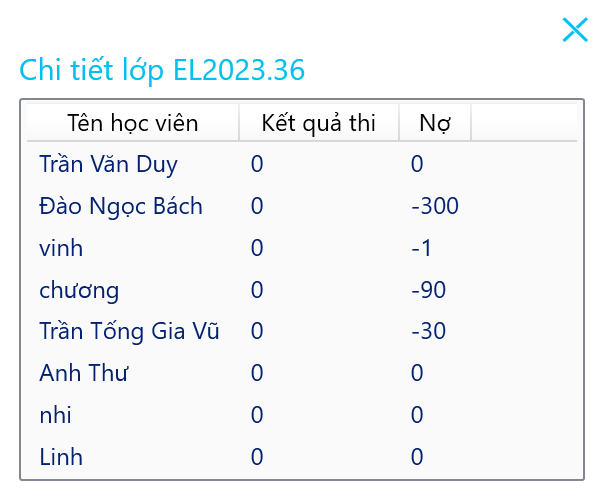 Chi tiết lớp EL2023.36
Tên học viên Kết quả thi Nợ
Trần Văn Duy 0 0
Đào Ngọc Bách 0 -300
vinh 0 -1
chương 0 -90
Trần Tống Gia Vũ 0 -30
Anh Thư 0 0
nhi 0 0
Linh 0 0